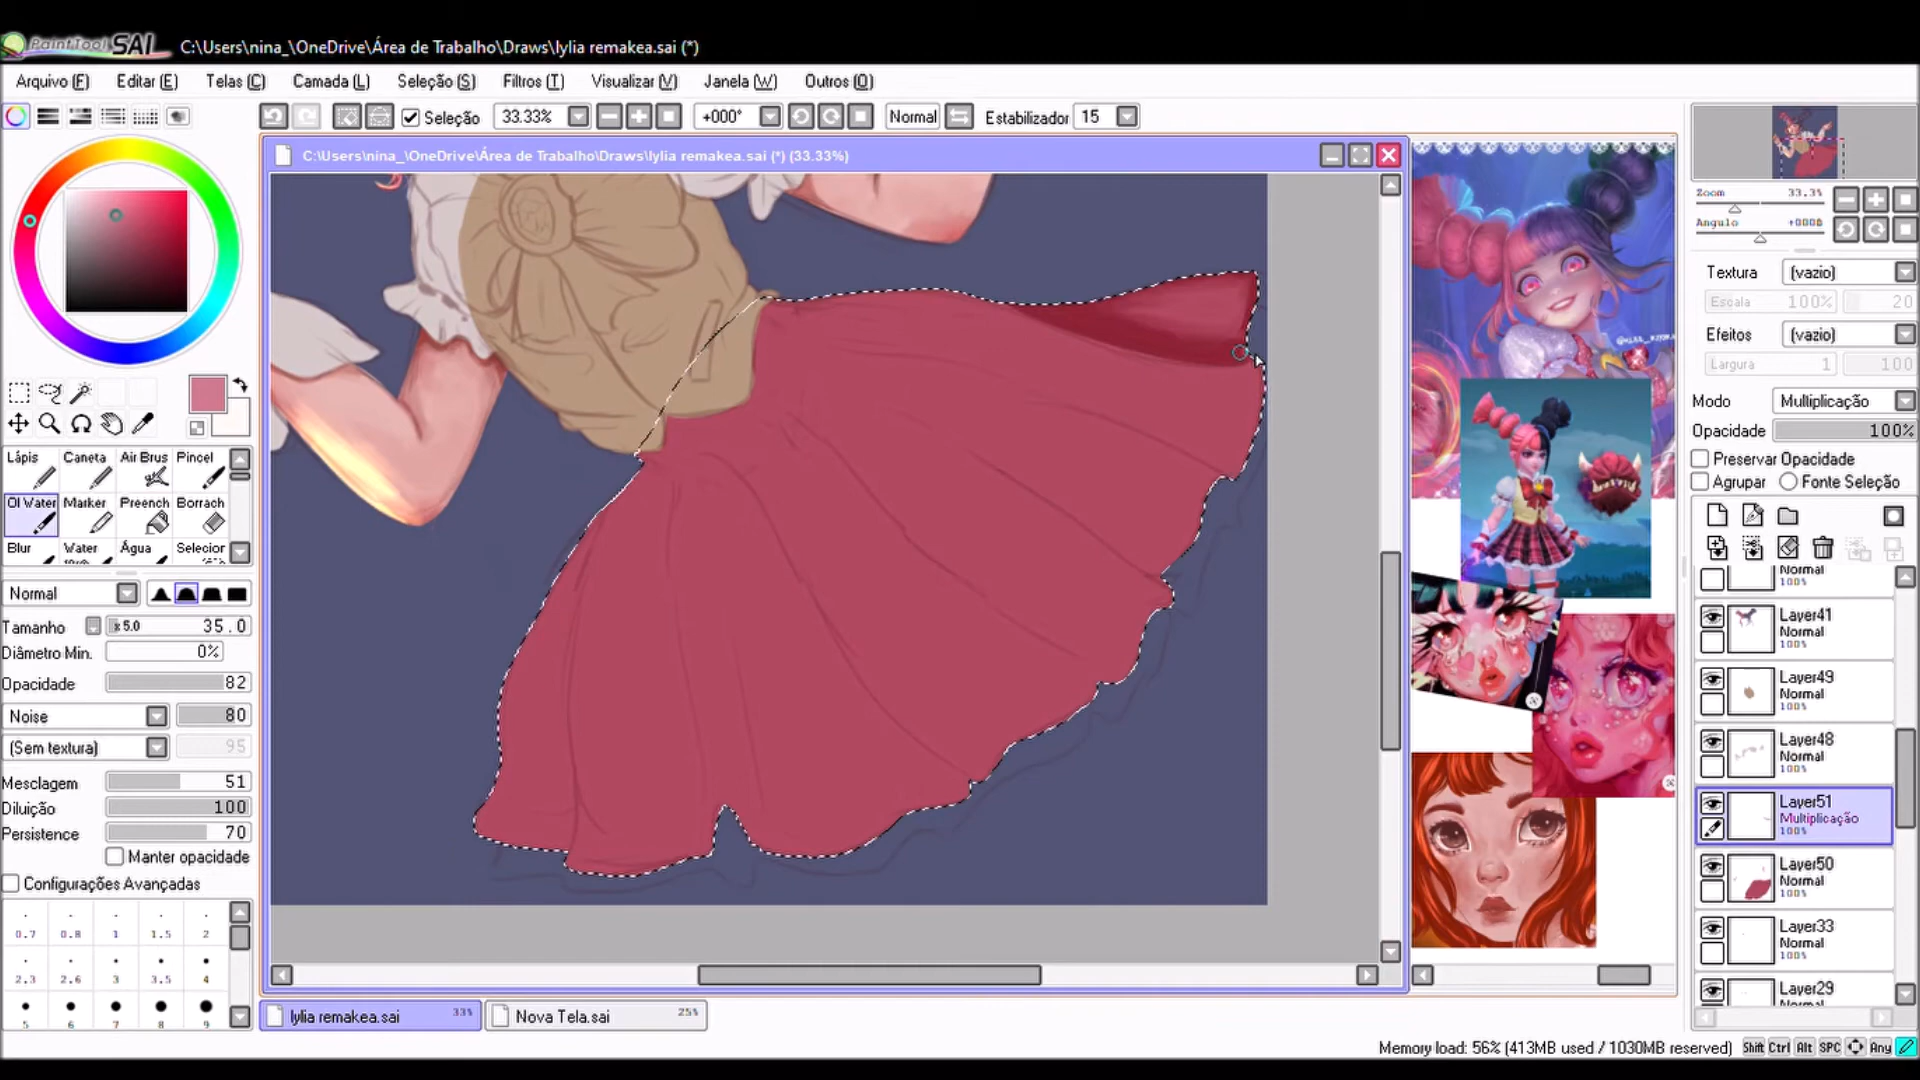 PaintTool SAI C:\Users\nina_\OneDrive\Área de Trabalho\Draws\lylia remakea.sai (*)
Arquivo (F) Editar (E) Telas (C) Camada (L) Seleção (S) Filtros (T) Visualizar (V) Janela (W) Outros (O)
Seleção 33.33% +000° Normal Estabilizador 15
C:\Users\nina_\OneDrive\Área de Trabalho\Draws\lylia remakea.sai (*) (33.33%)
Zoom 33.3%
Angulo +000°
Textura (vazio)
Escala 100% 20
Efeitos (vazio)
Largura 1 100
Modo Multiplicação
Opacidade 100%
Preservar Opacidade
Agrupar Fonte Seleção
Lápis Caneta Air Brus Pincel
Ol Water Marker Preench Borrach
Blur Water Água Selecior
Normal
Tamanho x 5.0 35.0
Diâmetro Min. 0%
Opacidade 82
Noise 80
(Sem textura) 95
Mesclagem 51
Diluição 100
Persistence 70
Manter opacidade
Configurações Avançadas
0.7 0.8 1 1.5 2
2.3 2.6 3 3.5 4
5 6 7 8 9
Normal
100%
Layer41
Normal
100%
Layer49
Normal
100%
Layer48
Normal
100%
Layer51
Multiplicação
100%
Layer50
Normal
100%
Layer33
Normal
100%
Layer29
Normal
lylia remakea.sai 33% Nova Tela.sai 25%
Memory load: 56% (413MB used / 1030MB reserved) Shift Ctrl Alt SPC Any